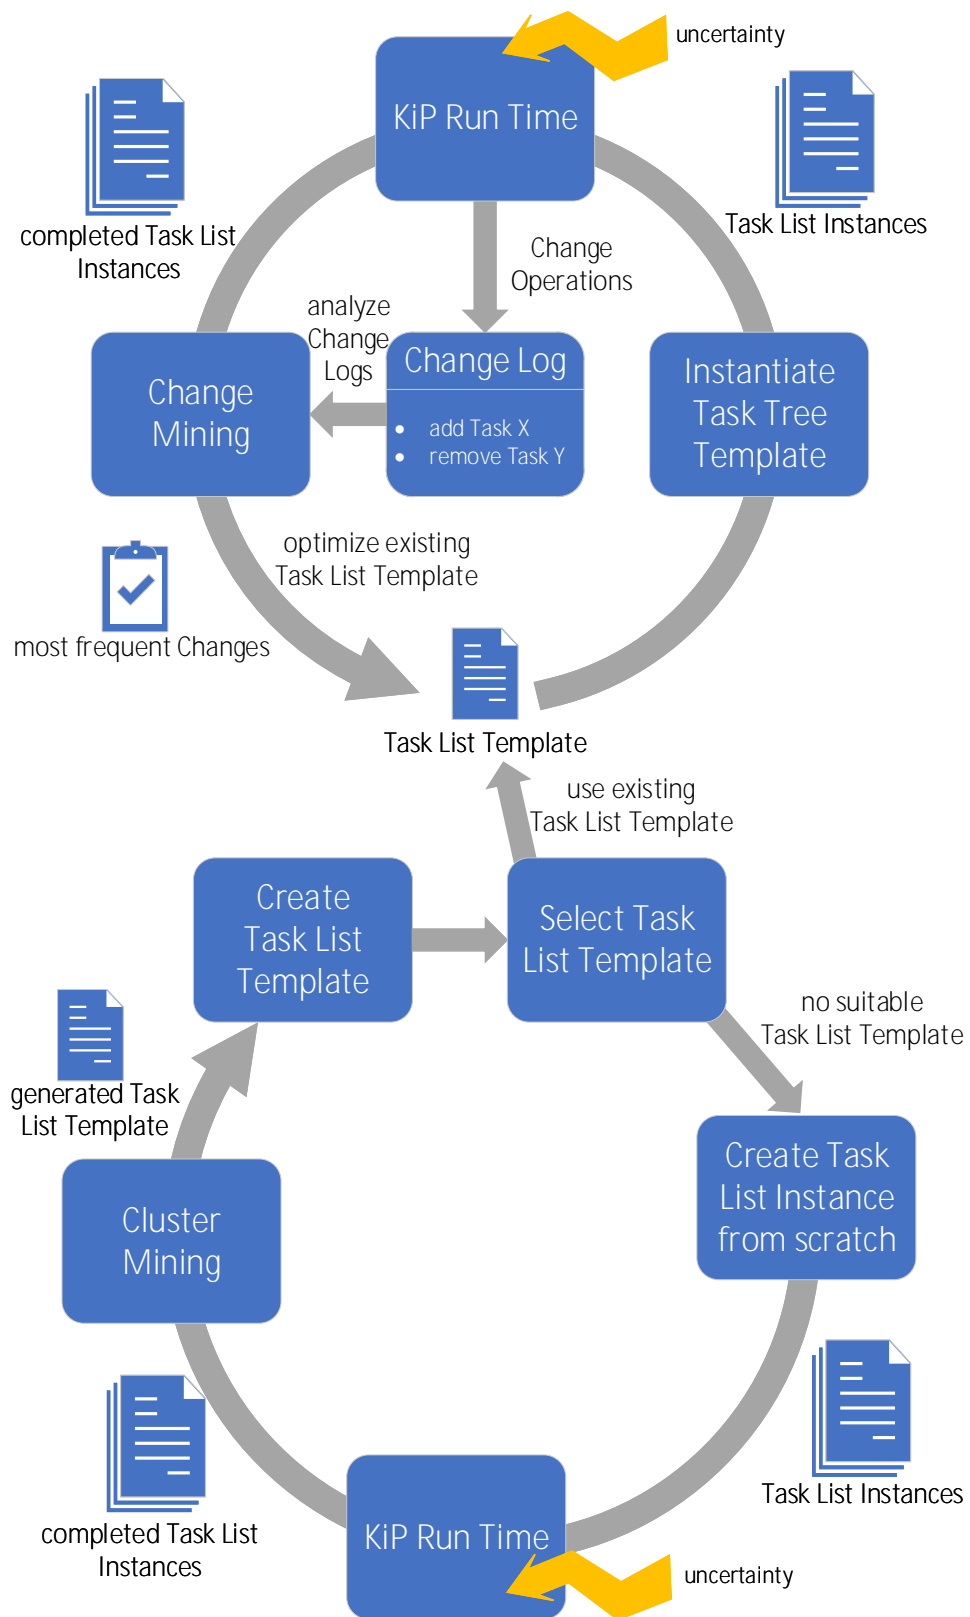 uncertainty
KiP Run Time
completed Task List
Instances
Task List Instances
Change
Operations
analyze
Change
Logs
Change
Mining
Change Log
• add Task X
• remove Task Y
Instantiate
Task Tree
Template
optimize existing
Task List Template
most frequent Changes
Task List Template
use existing
Task List Template
Create
Task List
Template
Select Task
List Template
no suitable
Task List Template
generated Task
List Template
Create Task
List Instance
from scratch
Cluster
Mining
completed Task List
Instances
Task List Instances
KiP Run Time
uncertainty